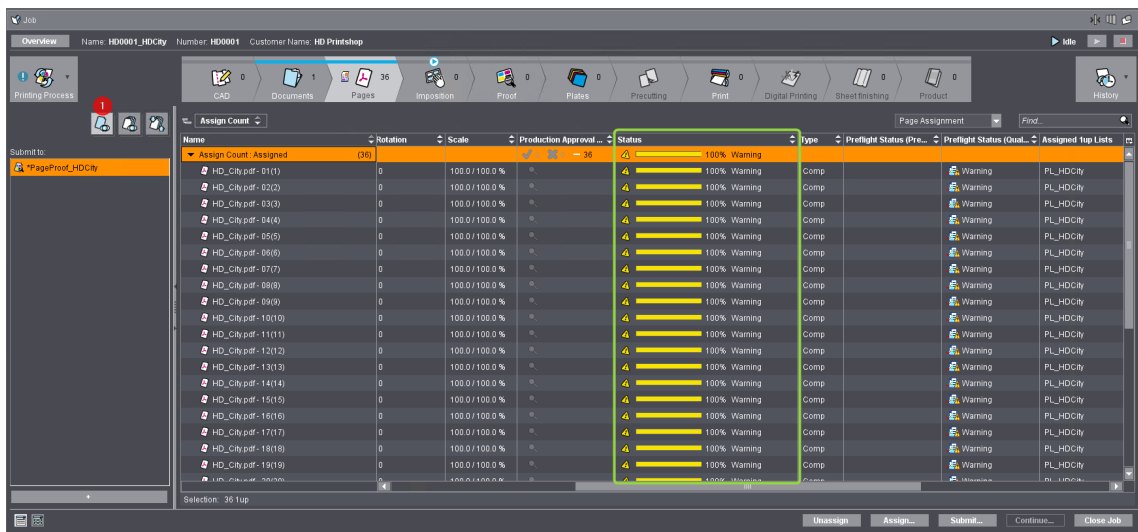 Job
Overview Name: HD0001_HDCity Number: HD0001 Customer Name: HD Printshop Idle
Printing Process
0 CAD
1 Documents
36 Pages
0 Imposition
0 Proof
0 Plates
Precutting
0 Print
Digital Printing
0 Sheet finishing
0 Product
History
1
Assign Count Page Assignment Find...
Submit to:
*PageProof_HDCity
Name Rotation Scale Production Approval ... Status Type Preflight Status (Pre... Preflight Status (Qual... Assigned 1up Lists
Assign Count : Assigned (36) 36 100% Warning
HD_City.pdf - 01(1) 0 100.0 / 100.0 % 100% Warning Comp Warning PL_HDCity
HD_City.pdf - 02(2) 0 100.0 / 100.0 % 100% Warning Comp Warning PL_HDCity
HD_City.pdf - 03(3) 0 100.0 / 100.0 % 100% Warning Comp Warning PL_HDCity
HD_City.pdf - 04(4) 0 100.0 / 100.0 % 100% Warning Comp Warning PL_HDCity
HD_City.pdf - 05(5) 0 100.0 / 100.0 % 100% Warning Comp Warning PL_HDCity
HD_City.pdf - 06(6) 0 100.0 / 100.0 % 100% Warning Comp Warning PL_HDCity
HD_City.pdf - 07(7) 0 100.0 / 100.0 % 100% Warning Comp Warning PL_HDCity
HD_City.pdf - 08(8) 0 100.0 / 100.0 % 100% Warning Comp Warning PL_HDCity
HD_City.pdf - 09(9) 0 100.0 / 100.0 % 100% Warning Comp Warning PL_HDCity
HD_City.pdf - 10(10) 0 100.0 / 100.0 % 100% Warning Comp Warning PL_HDCity
HD_City.pdf - 11(11) 0 100.0 / 100.0 % 100% Warning Comp Warning PL_HDCity
HD_City.pdf - 12(12) 0 100.0 / 100.0 % 100% Warning Comp Warning PL_HDCity
HD_City.pdf - 13(13) 0 100.0 / 100.0 % 100% Warning Comp Warning PL_HDCity
HD_City.pdf - 14(14) 0 100.0 / 100.0 % 100% Warning Comp Warning PL_HDCity
HD_City.pdf - 15(15) 0 100.0 / 100.0 % 100% Warning Comp Warning PL_HDCity
HD_City.pdf - 16(16) 0 100.0 / 100.0 % 100% Warning Comp Warning PL_HDCity
HD_City.pdf - 17(17) 0 100.0 / 100.0 % 100% Warning Comp Warning PL_HDCity
HD_City.pdf - 18(18) 0 100.0 / 100.0 % 100% Warning Comp Warning PL_HDCity
HD_City.pdf - 19(19) 0 100.0 / 100.0 % 100% Warning Comp Warning PL_HDCity
Selection: 36 1up
Unassign Assign... Submit... Continue... Close Job